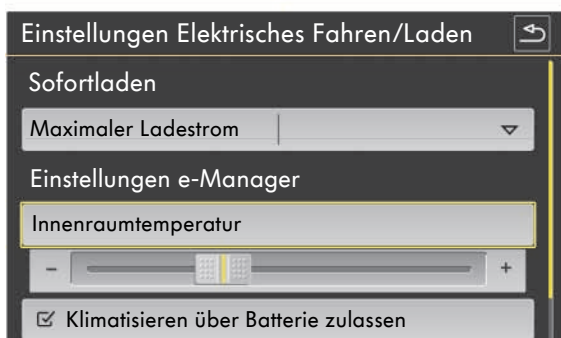 Einstellungen Elektrisches Fahren/Laden
Sofortladen
Maximaler Ladestrom
Einstellungen e-Manager
Innenraumtemperatur
- +
Klimatisieren über Batterie zulassen